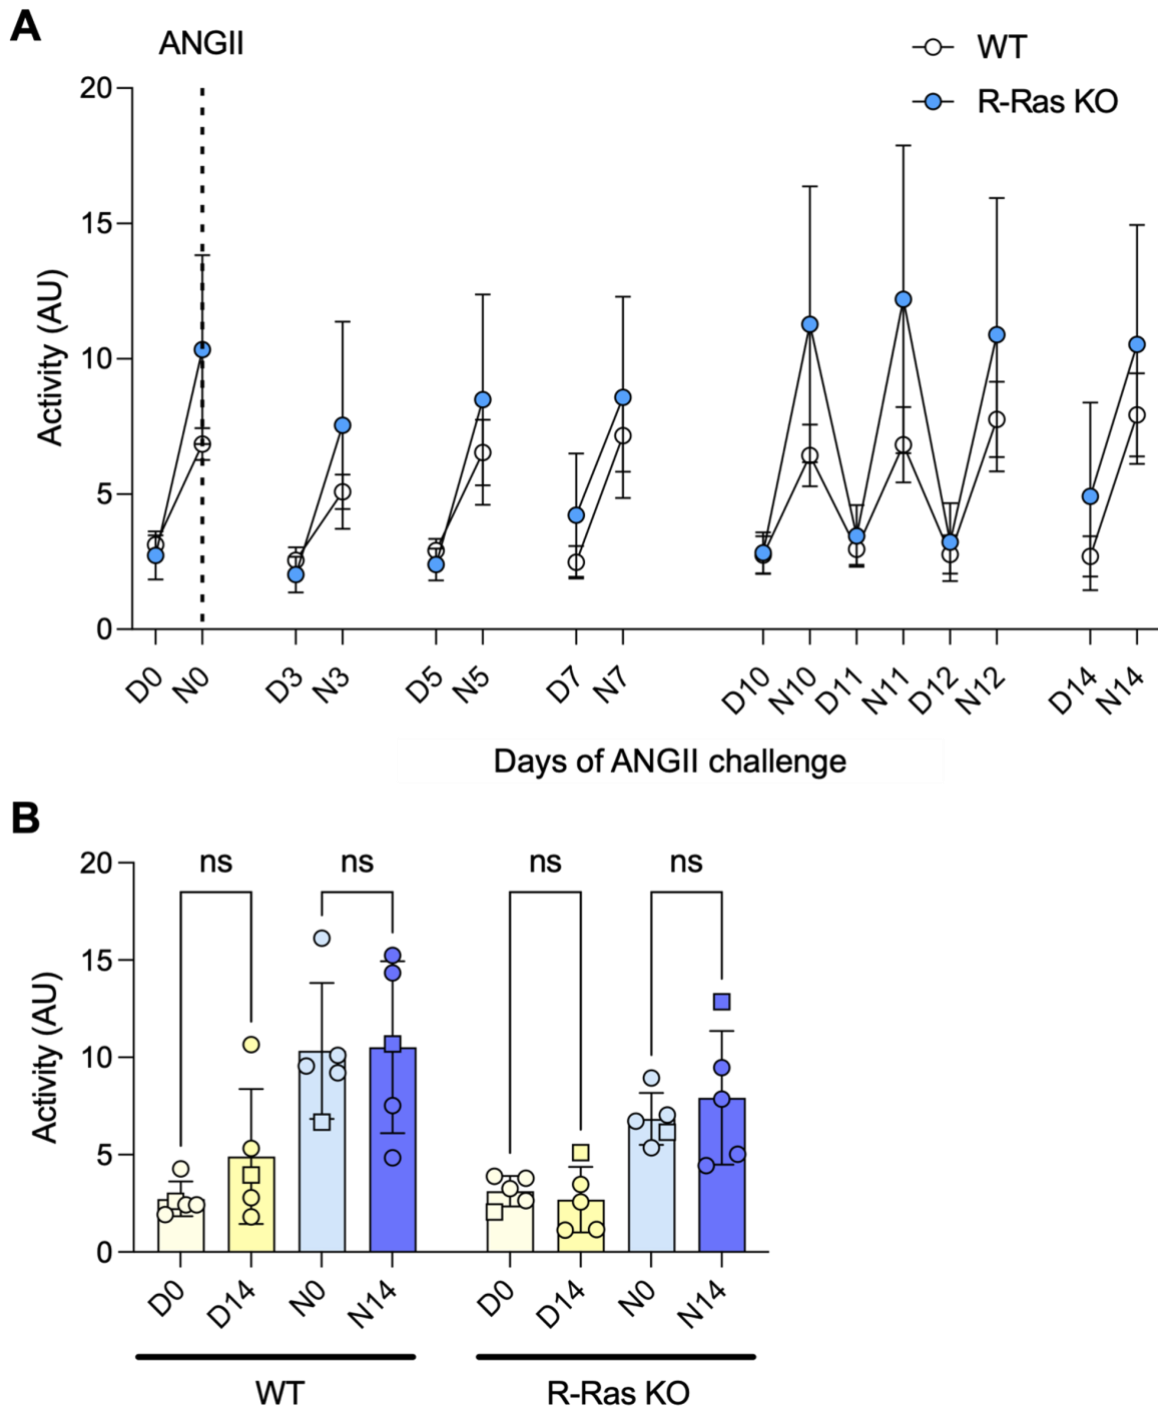 A
ANGII
WT
R-Ras KO
20
15
10
5
0
Activity (AU)
D0 N0 D3 N3 D5 N5 D7 N7 D10 N10 D11 N11 D12 N12 D14 N14
Days of ANGII challenge
B
20
15
10
5
0
Activity (AU)
ns ns ns ns
D0 D14 N0 N14 D0 D14 N0 N14
WT R-Ras KO